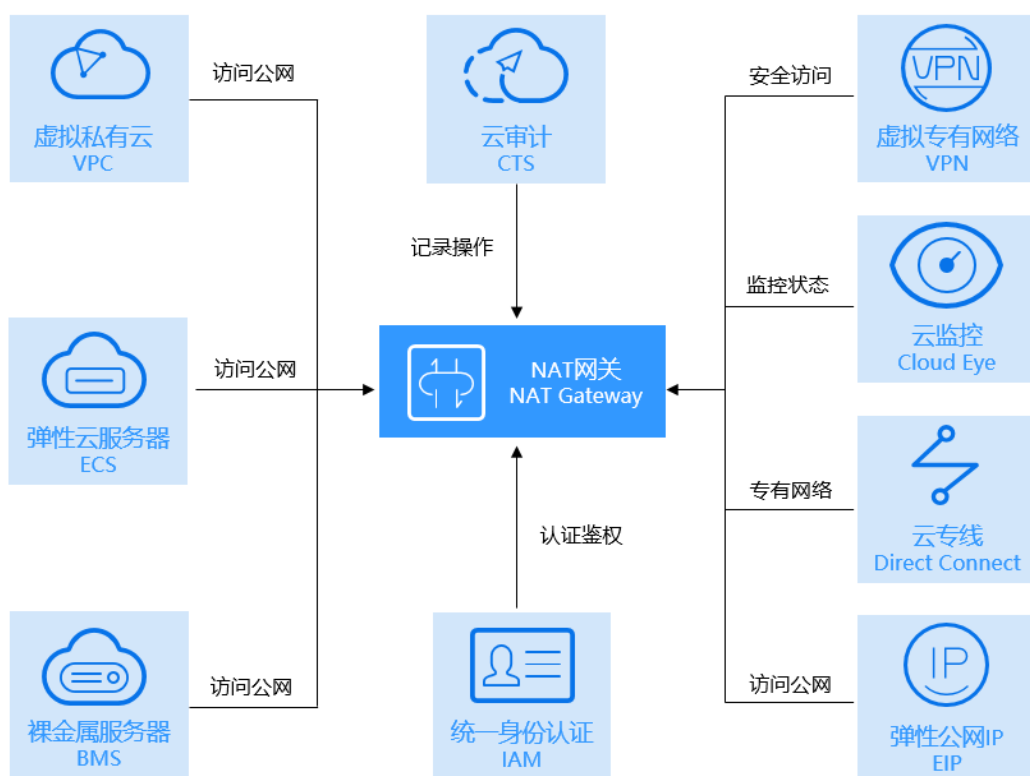 访问公网
虚拟私有云
VPC
云审计
CTS
安全访问
VPN
虚拟专有网络
VPN
记录操作
监控状态
云监控
Cloud Eye
访问公网
弹性云服务器
ECS
NAT网关
NAT Gateway
专有网络
云专线
Direct Connect
认证鉴权
访问公网
裸金属服务器
BMS
统一身份认证
IAM
访问公网
IP
弹性公网IP
EIP